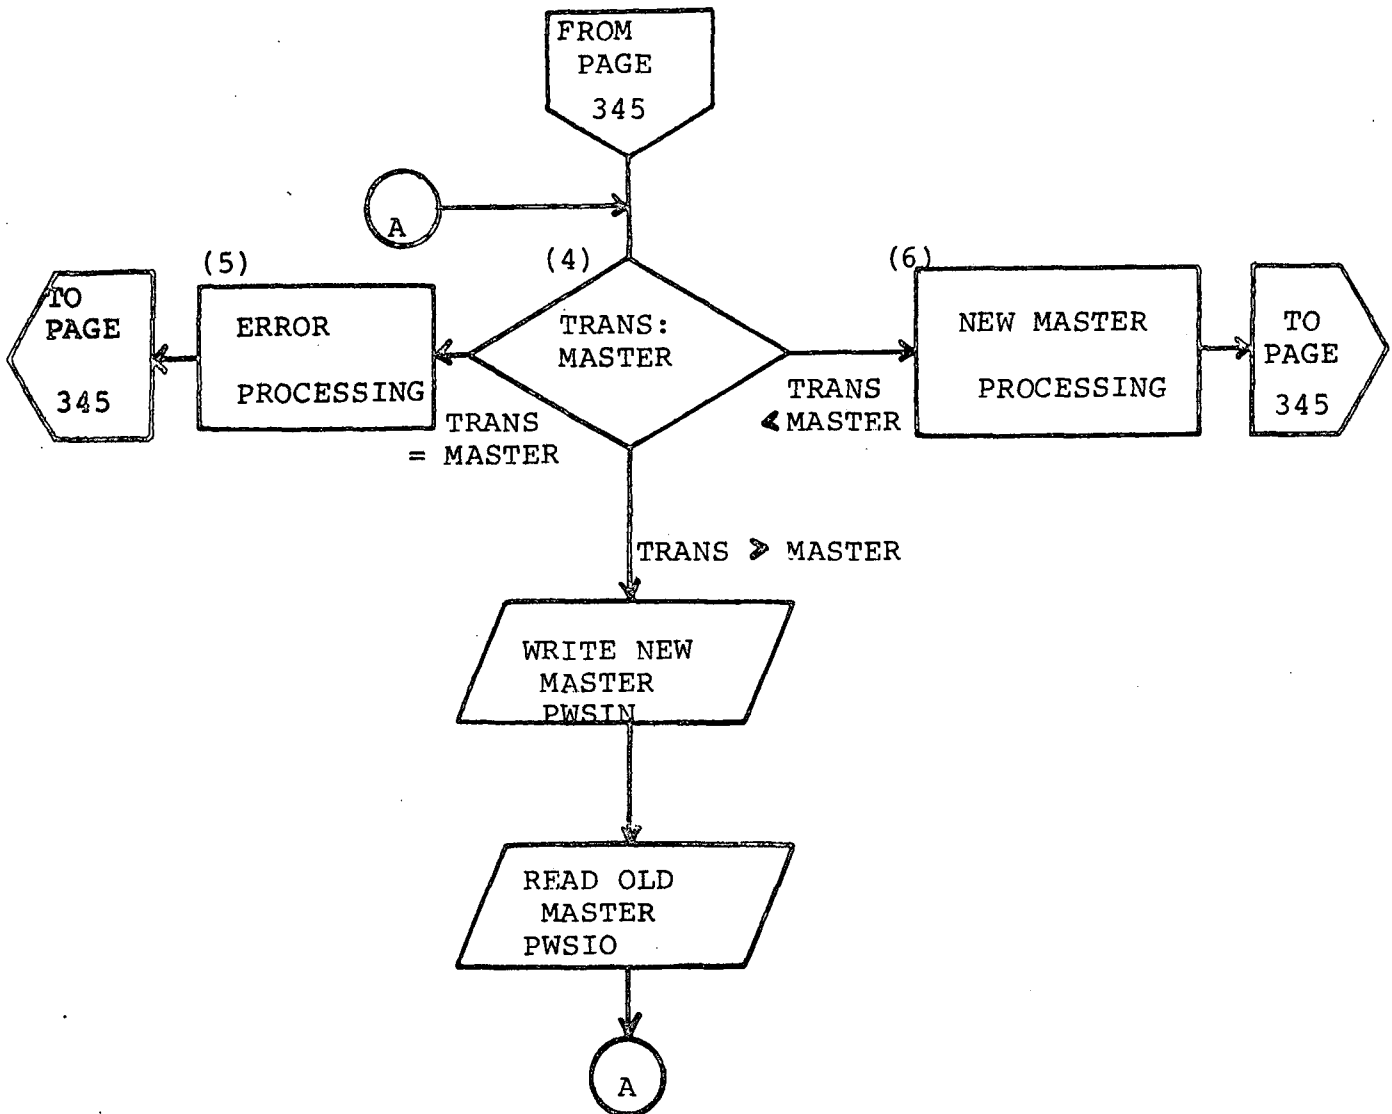 FROM
PAGE
345
A
(5)
(4)
(6)
TO
PAGE
345
ERROR
PROCESSING
TRANS:
MASTER
NEW MASTER
PROCESSING
TO
PAGE
345
TRANS
= MASTER
TRANS
< MASTER
TRANS > MASTER
WRITE NEW
MASTER
PWSIN
READ OLD
MASTER
PWSIO
A